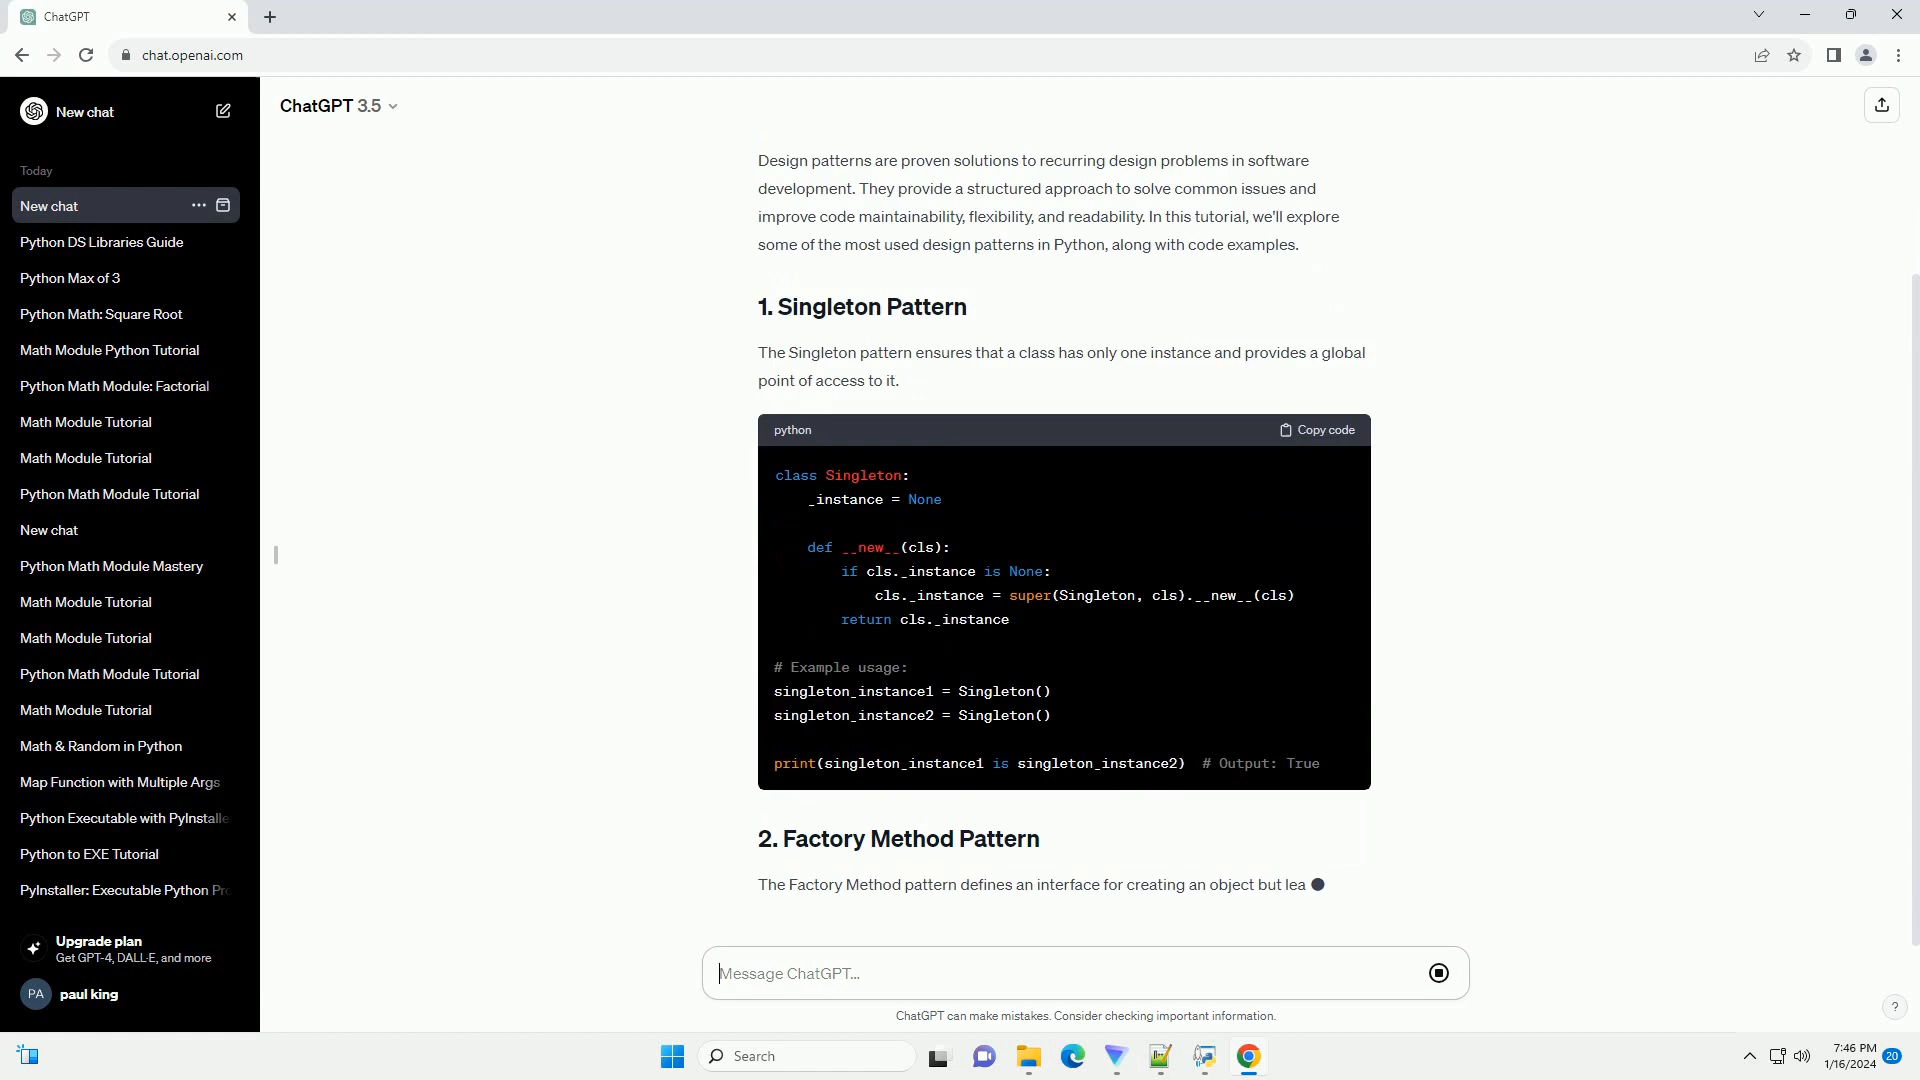 ChatGPT
chat.openai.com
New chat
ChatGPT 3.5
Today
New chat
Python DS Libraries Guide
Python Max of 3
Python Math: Square Root
Math Module Python Tutorial
Python Math Module: Factorial
Math Module Tutorial
Math Module Tutorial
Python Math Module Tutorial
New chat
Python Math Module Mastery
Math Module Tutorial
Math Module Tutorial
Python Math Module Tutorial
Math Module Tutorial
Math & Random in Python
Map Function with Multiple Args
Python Executable with PyInstalle
Python to EXE Tutorial
PyInstaller: Executable Python Pr
Upgrade plan
Get GPT-4, DALL·E, and more
PA
paul king
Design patterns are proven solutions to recurring design problems in software
development. They provide a structured approach to solve common issues and
improve code maintainability, flexibility, and readability. In this tutorial, we'll explore
some of the most used design patterns in Python, along with code examples.
1. Singleton Pattern
The Singleton pattern ensures that a class has only one instance and provides a global
point of access to it.
python
Copy code
class Singleton:
_instance = None
def __new__(cls):
if cls._instance is None:
cls._instance = super(Singleton, cls).__new__(cls)
return cls._instance
# Example usage:
singleton_instance1 = Singleton()
singleton_instance2 = Singleton()
print(singleton_instance1 is singleton_instance2)  # Output: True
2. Factory Method Pattern
The Factory Method pattern defines an interface for creating an object but lea
Message ChatGPT...
ChatGPT can make mistakes. Consider checking important information.
?
Search
7:46 PM
1/16/2024
20